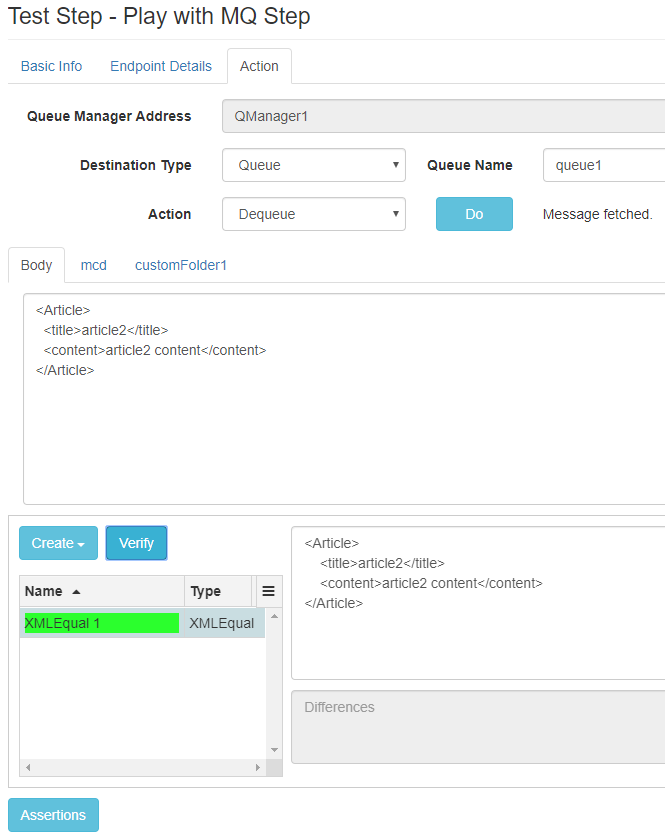 Test Step - Play with MQ Step
Basic Info Endpoint Details Action
Queue Manager Address QManager1
Destination Type Queue Queue Name queue1
Action Dequeue Do Message fetched.
Body mcd customFolder1
<Article>
  <title>article2</title>
  <content>article2 content</content>
</Article>
Create Verify
Name Type
XMLEqual 1 XMLEqual
<Article>
    <title>article2</title>
    <content>article2 content</content>
</Article>
Differences
Assertions